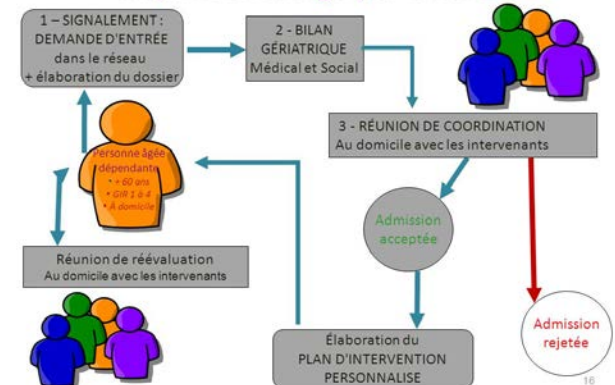 1 – SIGNALEMENT :
DEMANDE D'ENTRÉE
dans le réseau
+ élaboration du dossier
2 - BILAN
GÉRIATRIQUE
Médical et Social
3 - RÉUNION DE COORDINATION
Au domicile avec les intervenants
Personne âgée
dépendante
• + 60 ans
• GIR 1 à 4
• À domicile
Admission
acceptée
Réunion de réévaluation
Au domicile avec les intervenants
Élaboration du
PLAN D'INTERVENTION
PERSONNALISE
Admission
rejetée
16